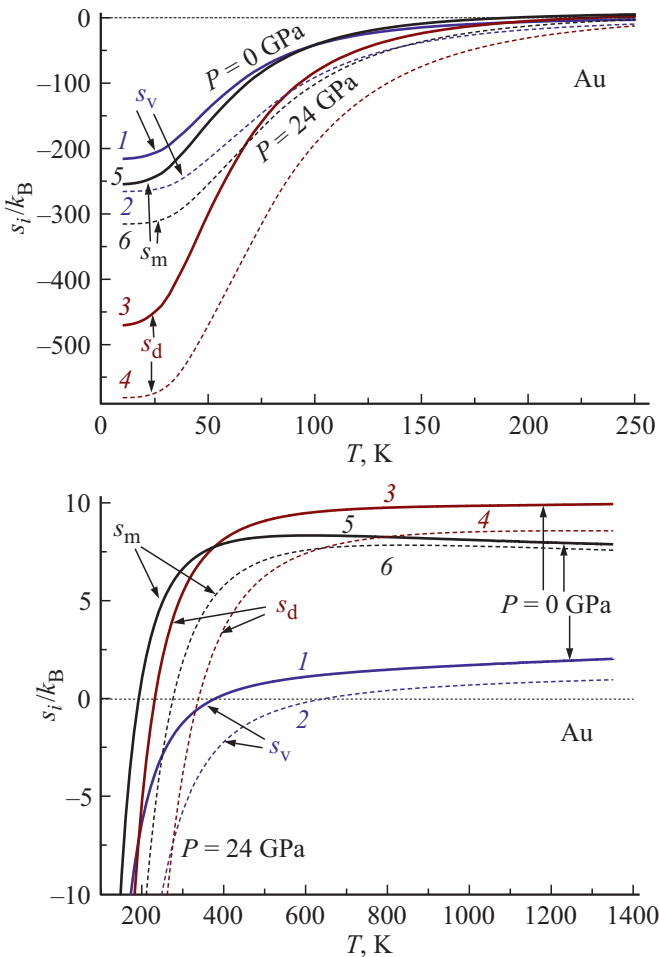 0
P = 0 GPa
−100
s_v
Au
P = 24 GPa
1
−200
5
s_i/k_B
2
−300
6
s_m
−400
3
s_d
−500
4
0 50 100 150 200 250
T, K
10
3
s_m
5
4
6
5
P = 0 GPa
s_d
s_i/k_B
1
0
2
Au
s_v
−5
P = 24 GPa
−10
200 400 600 800 1000 1200 1400
T, K